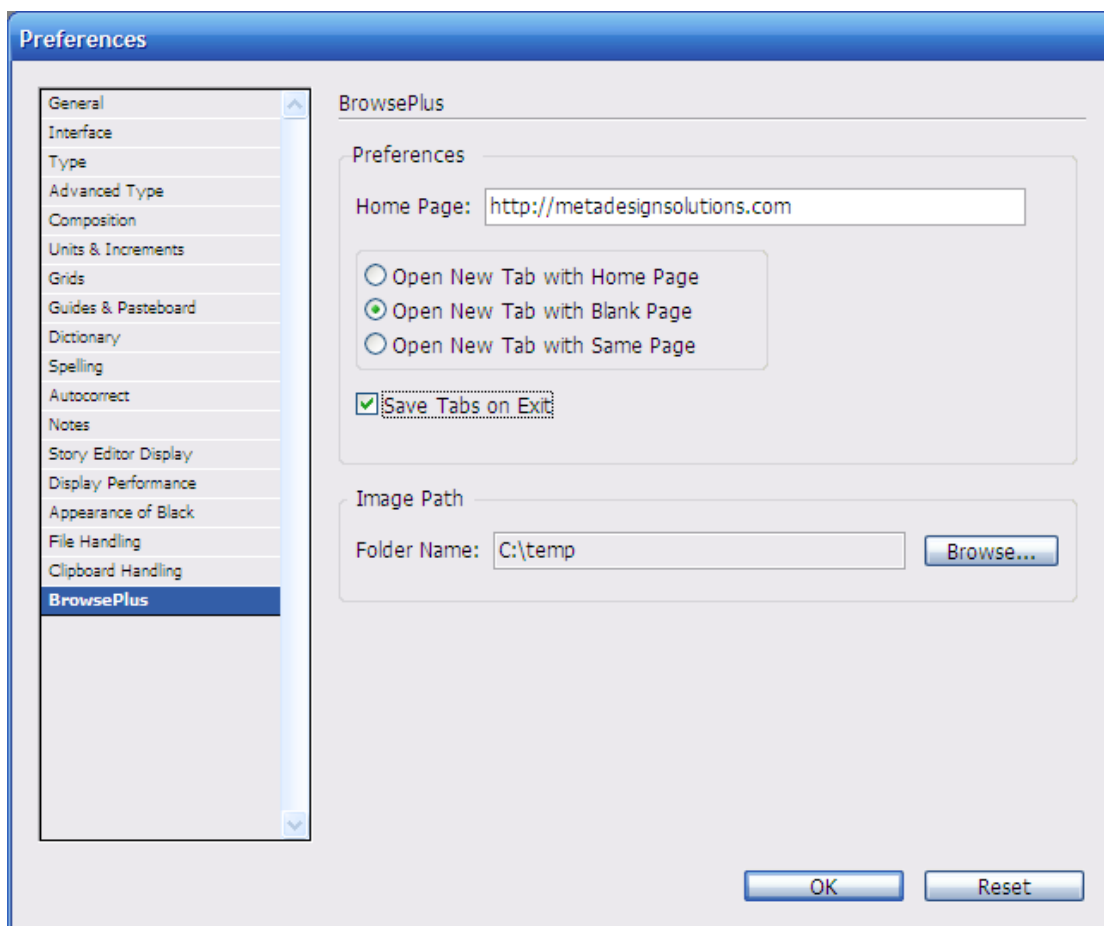 Preferences
General
Interface
Type
Advanced Type
Composition
Units & Increments
Grids
Guides & Pasteboard
Dictionary
Spelling
Autocorrect
Notes
Story Editor Display
Display Performance
Appearance of Black
File Handling
Clipboard Handling
BrowsePlus
BrowsePlus
Preferences
Home Page: http://metadesignsolutions.com
Open New Tab with Home Page
Open New Tab with Blank Page
Open New Tab with Same Page
Save Tabs on Exit
Image Path
Folder Name: C:\temp Browse...
OK Reset